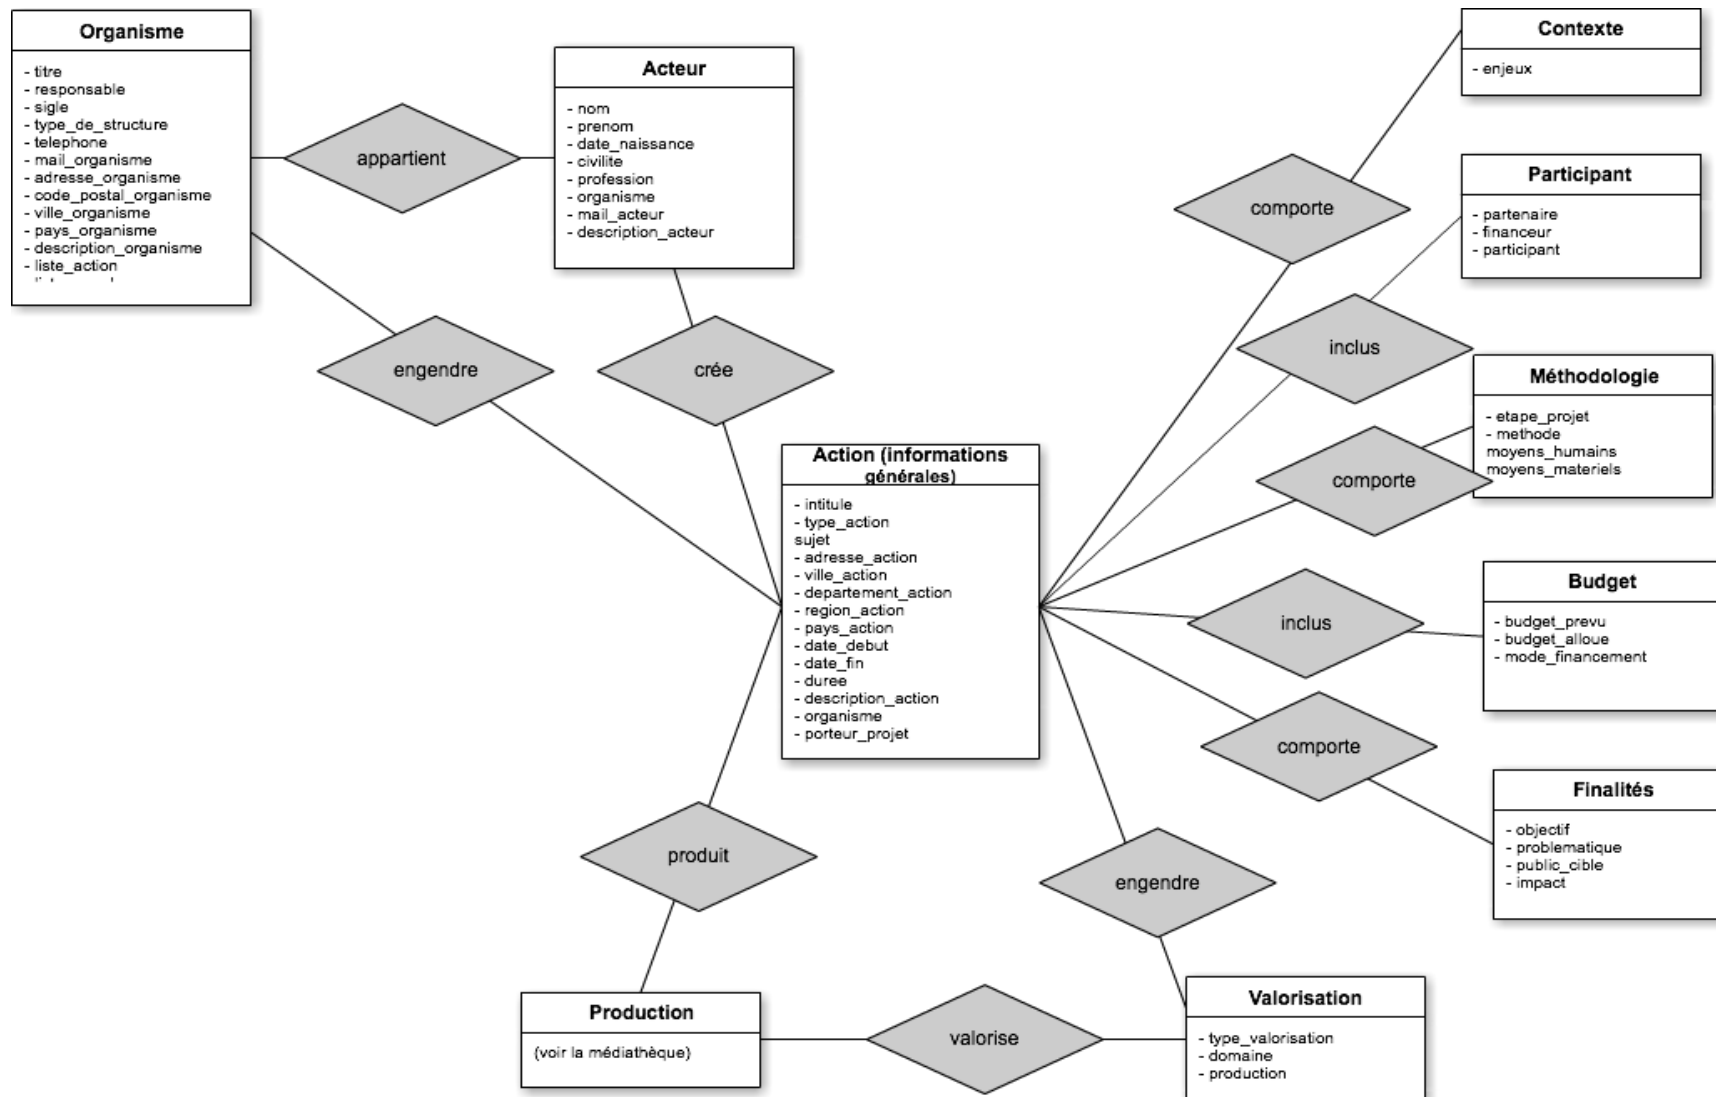 Organisme
- titre
- responsable
- sigle
- type_de_structure
- telephone
- mail_organisme
- adresse_organisme
- code_postal_organisme
- ville_organisme
- pays_organisme
- description_organisme
- liste_action
appartient
Acteur
- nom
- prenom
- date_naissance
- civilite
- profession
- organisme
- mail_acteur
- description_acteur
engendre
crée
Contexte
- enjeux
comporte
Participant
- partenaire
- financeur
- participant
inclus
Méthodologie
- etape_projet
- methode
moyens_humains
moyens_materiels
comporte
Action (informations
générales)
- intitule
- type_action
sujet
- adresse_action
- ville_action
- departement_action
- region_action
- pays_action
- date_debut
- date_fin
- duree
- description_action
- organisme
- porteur_projet
inclus
Budget
- budget_prevu
- budget_alloue
- mode_financement
comporte
Finalités
- objectif
- problematique
- public_cible
- impact
produit
engendre
Production
(voir la médiathèque)
valorise
Valorisation
- type_valorisation
- domaine
- production